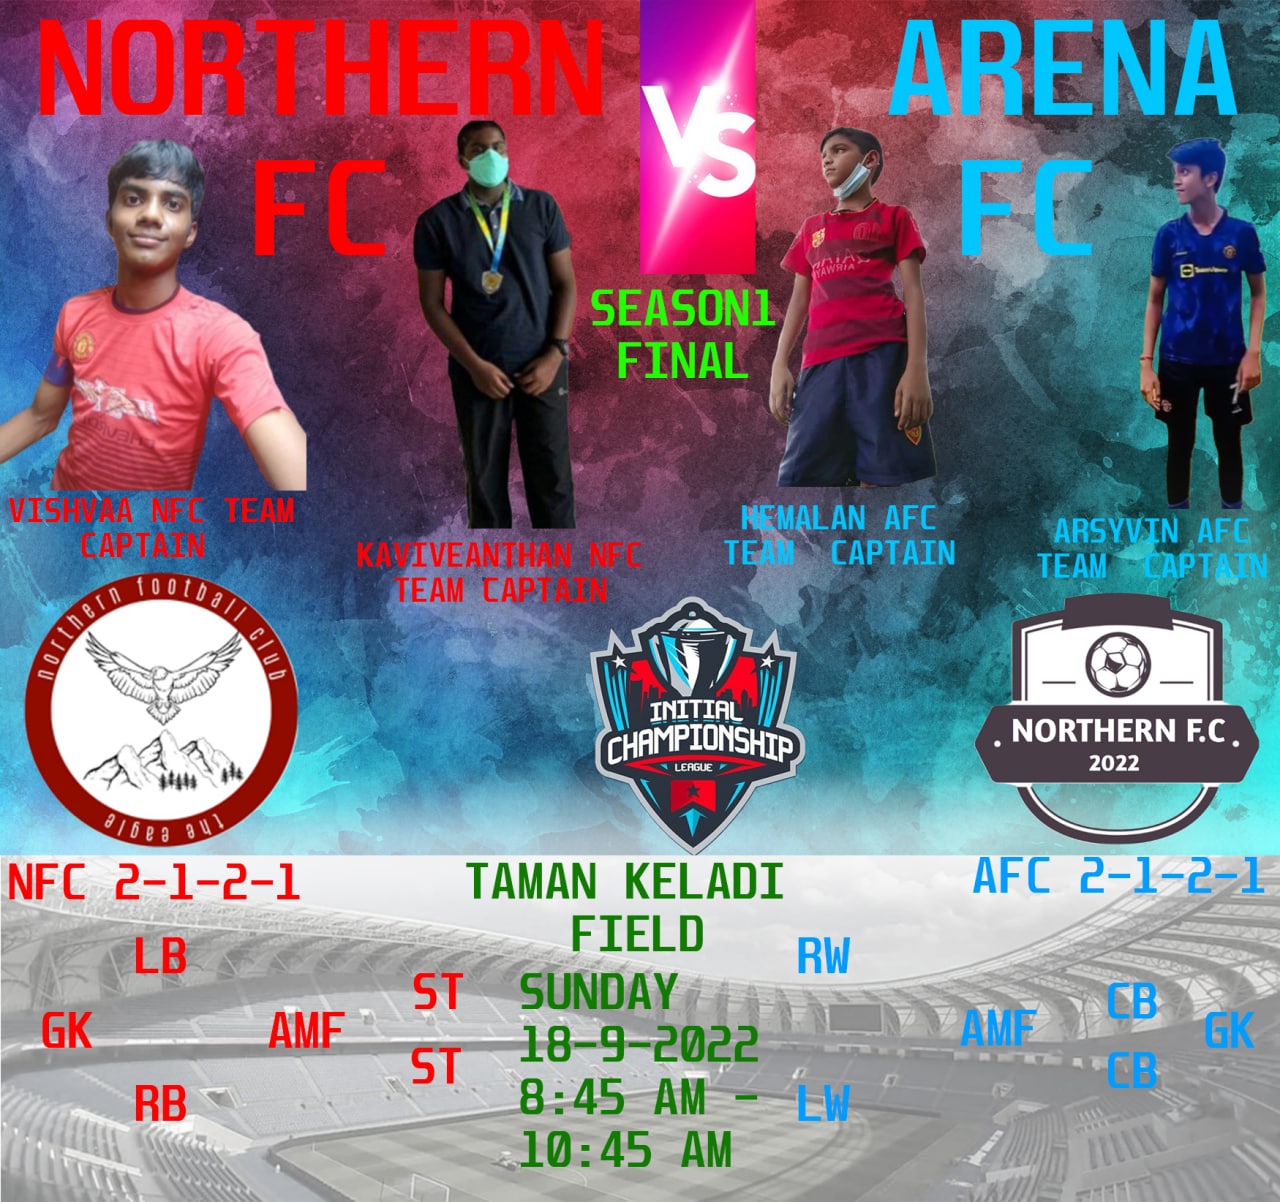 NORTHERN
FC
VS
ARENA
FC
SEASON1
FINAL
VISHVAA NFC TEAM
CAPTAIN
KAVIVEANTHAN NFC
TEAM CAPTAIN
HEMALAN AFC
TEAM CAPTAIN
ARSYVIN AFC
TEAM CAPTAIN
northern football club
the eagle
INITIAL
CHAMPIONSHIP
LEAGUE
NORTHERN F.C
2022
NFC 2-1-2-1
TAMAN KELADI
FIELD
SUNDAY
18-9-2022
8:45 AM -
10:45 AM
AFC 2-1-2-1
LB
ST
GK
AMF
ST
RB
RW
CB
AMF
GK
CB
LW